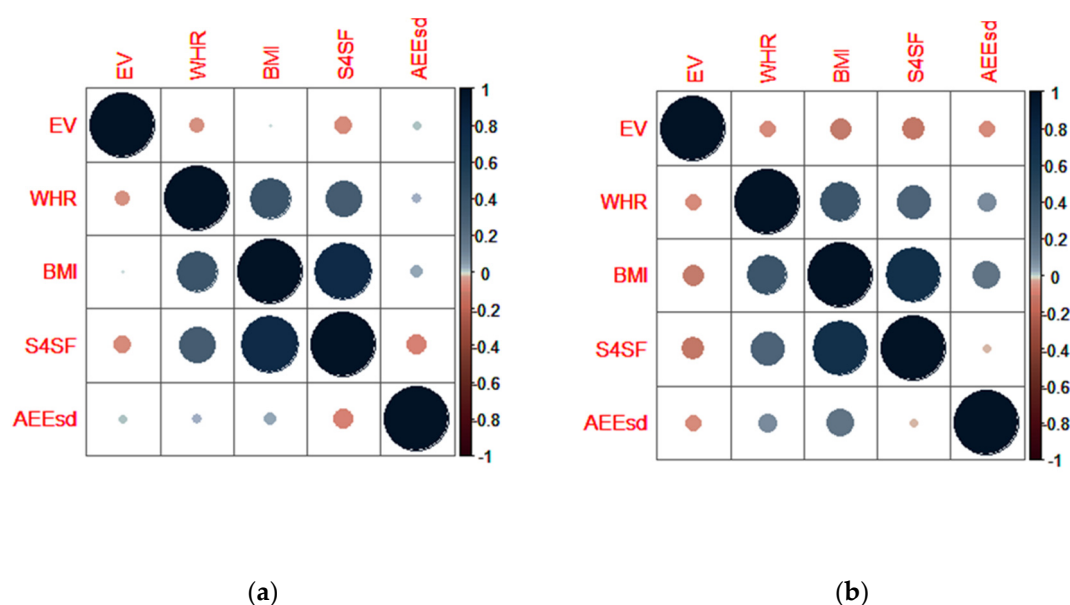 EV WHR BMI S4SF AEEsd
EV
WHR
BMI
S4SF
AEEsd
1
0.8
0.6
0.4
0.2
0
-0.2
-0.4
-0.6
-0.8
-1
(a)
EV WHR BMI S4SF AEEsd
EV
WHR
BMI
S4SF
AEEsd
1
0.8
0.6
0.4
0.2
0
-0.2
-0.4
-0.6
-0.8
-1
(b)